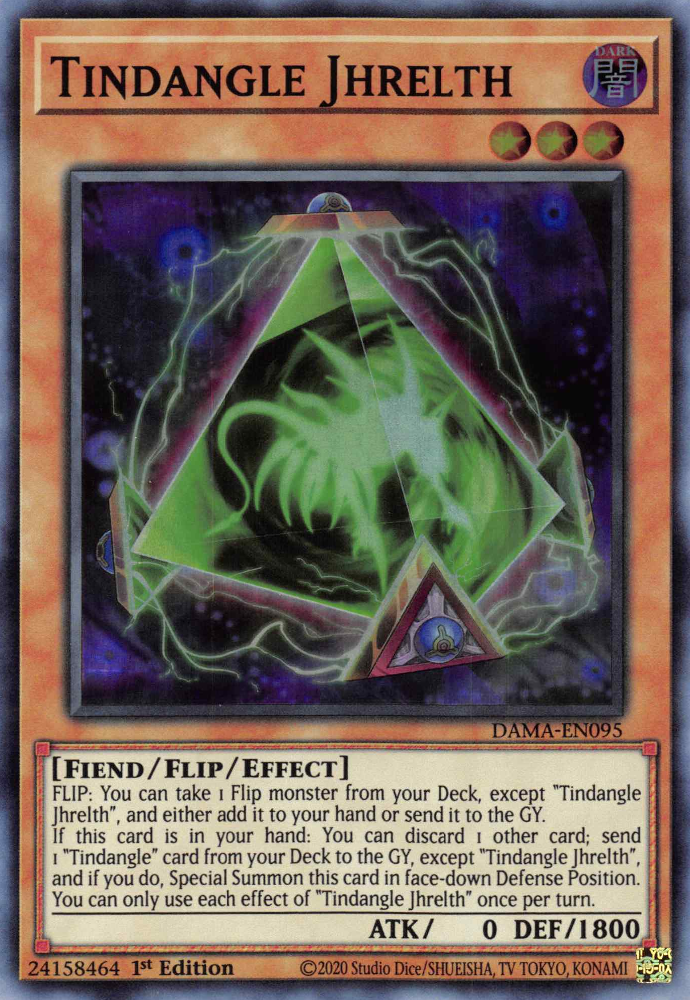 TINDANGLE JHRELTH
DARK
闇
DAMA-EN095
[FIEND/FLIP/EFFECT]
FLIP: You can take 1 Flip monster from your Deck, except "Tindangle
Jhrelth", and either add it to your hand or send it to the GY.
If this card is in your hand: You can discard 1 other card; send
1 "Tindangle" card from your Deck to the GY, except "Tindangle Jhrelth",
and if you do, Special Summon this card in face-down Defense Position.
You can only use each effect of "Tindangle Jhrelth" once per turn.
ATK/ 0 DEF/1800
24158464 1st Edition ©2020 Studio Dice/SHUEISHA, TV TOKYO, KONAMI